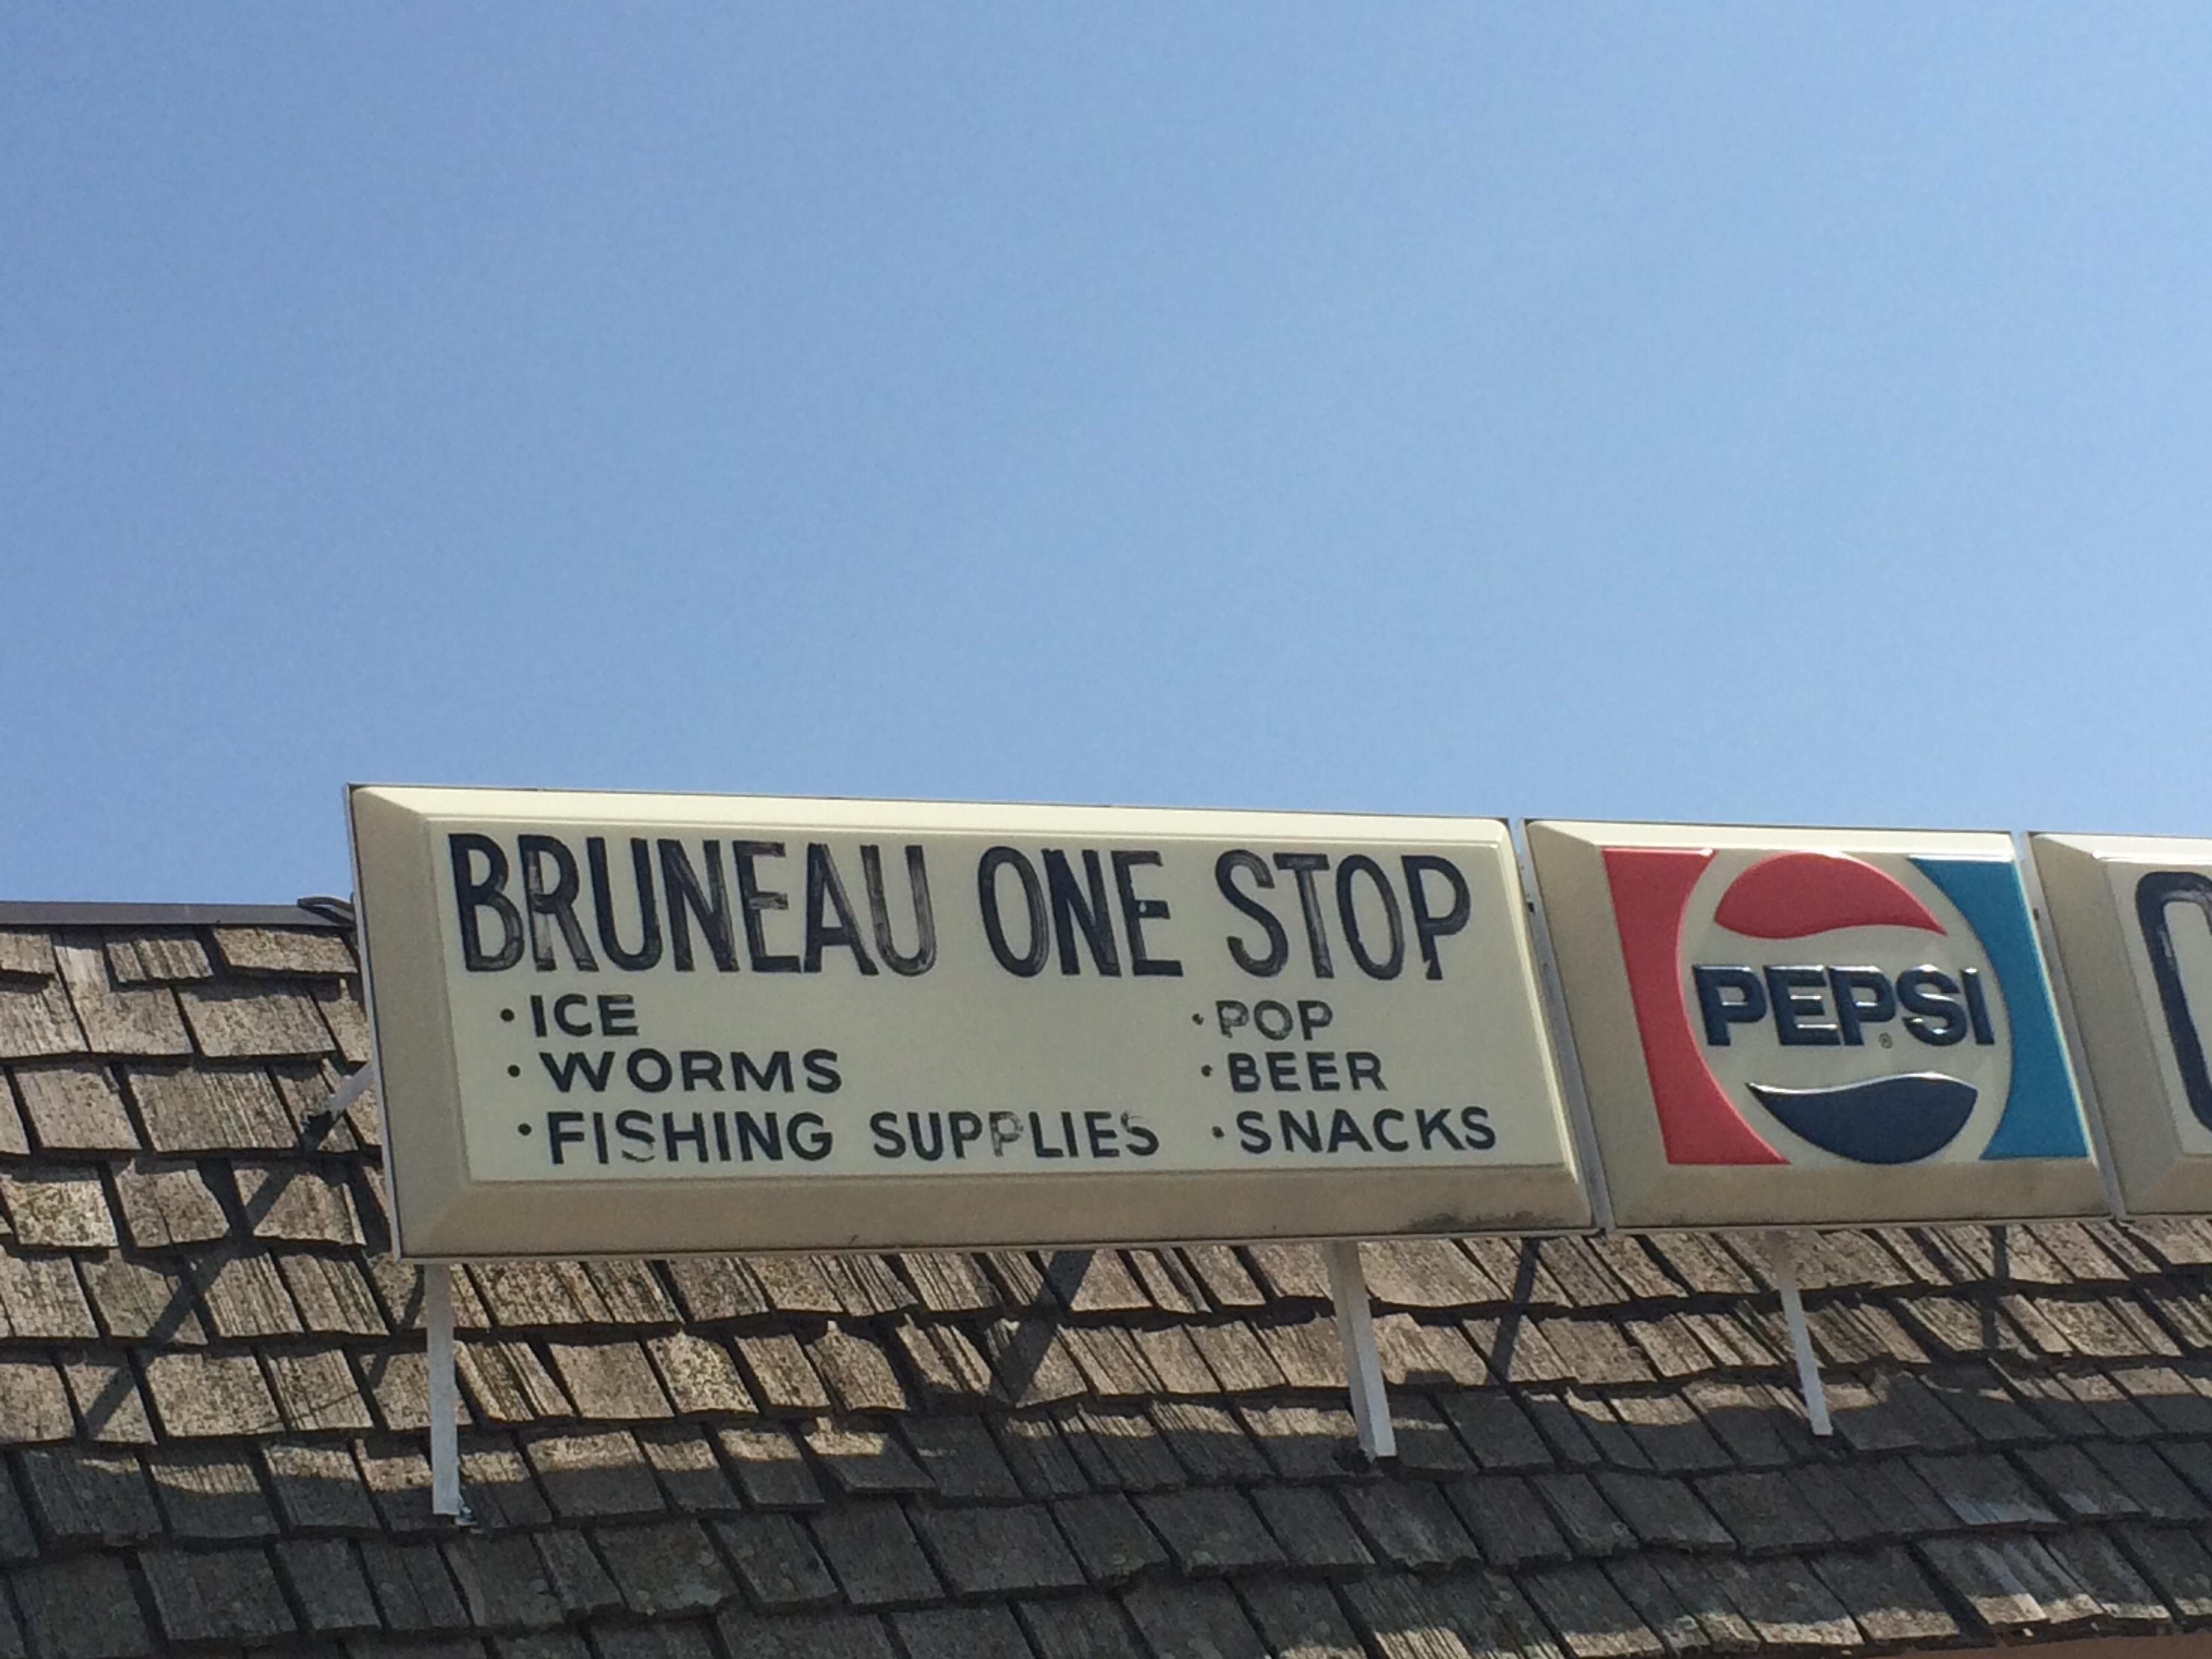 BRUNEAU ONE STOP
• ICE
• WORMS
• FISHING SUPPLIES
• POP
• BEER
• SNACKS
PEPSI
®